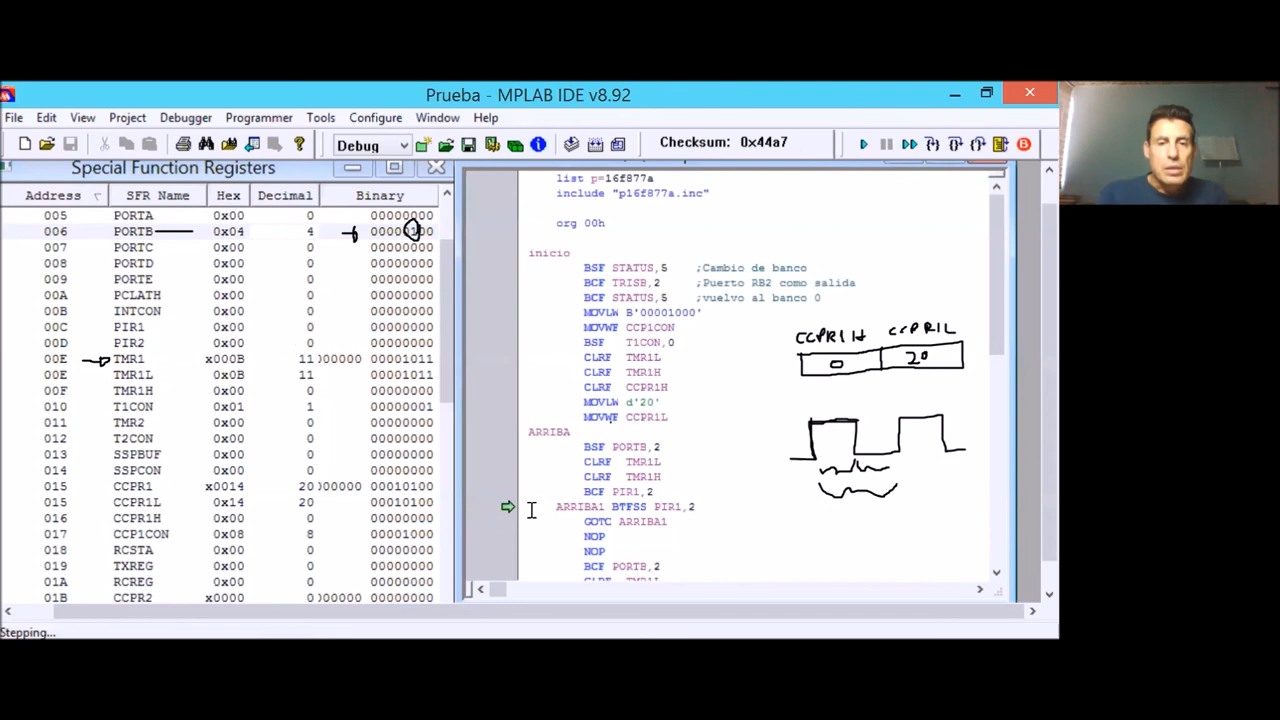 Prueba - MPLAB IDE v8.92
File Edit View Project Debugger Programmer Tools Configure Window Help
Debug Checksum: 0x44a7
Special Function Registers
Address SFR Name Hex Decimal Binary
005 PORTA 0x00 0 00000000
006 PORTB 0x04 4 00000100
007 PORTC 0x00 0 00000000
008 PORTD 0x00 0 00000000
009 PORTE 0x00 0 00000000
00A PCLATH 0x00 0 00000000
00B INTCON 0x00 0 00000000
00C PIR1 0x00 0 00000000
00D PIR2 0x00 0 00000000
00E TMR1 x000B 11 )000000 00001011
00E TMR1L 0x0B 11 00001011
00F TMR1H 0x00 0 00000000
010 T1CON 0x01 1 00000001
011 TMR2 0x00 0 00000000
012 T2CON 0x00 0 00000000
013 SSPBUF 0x00 0 00000000
014 SSPCON 0x00 0 00000000
015 CCPR1 x0014 20 )000000 00010100
015 CCPR1L 0x14 20 00010100
016 CCPR1H 0x00 0 00000000
017 CCP1CON 0x08 8 00001000
018 RCSTA 0x00 0 00000000
019 TXREG 0x00 0 00000000
01A RCREG 0x00 0 00000000
01B CCPR2 x0000 0 )000000 00000000
Stepping...
list p=16f877a
include "p16f877a.inc"
org 00h
inicio
BSF STATUS,5 ;Cambio de banco
BCF TRISB,2 ;Puerto RB2 como salida
BCF STATUS,5 ;vuelvo al banco 0
MOVLW B'00001000'
MOVWF CCP1CON
BSF T1CON,0
CLRF TMR1L
CLRF TMR1H
CLRF CCPR1H
MOVLW d'20'
MOVWF CCPR1L
ARRIBA
BSF PORTB,2
CLRF TMR1L
CLRF TMR1H
BCF PIR1,2
ARRIBA1 BTFSS PIR1,2
GOTO ARRIBA1
NOP
NOP
BCF PORTB,2
CLRF TMR1L
CCPR1H CCPR1L
0 20